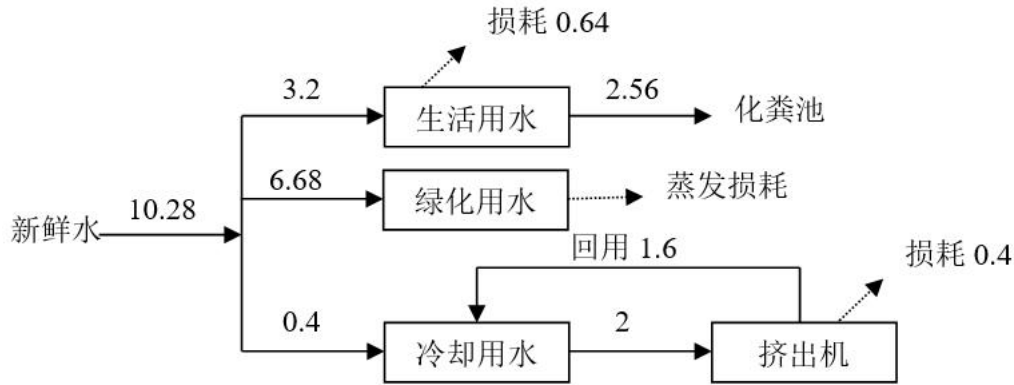 损耗 0.64
3.2
生活用水
2.56
化粪池
6.68
绿化用水
蒸发损耗
新鲜水
10.28
回用 1.6
损耗 0.4
0.4
冷却用水
2
挤出机